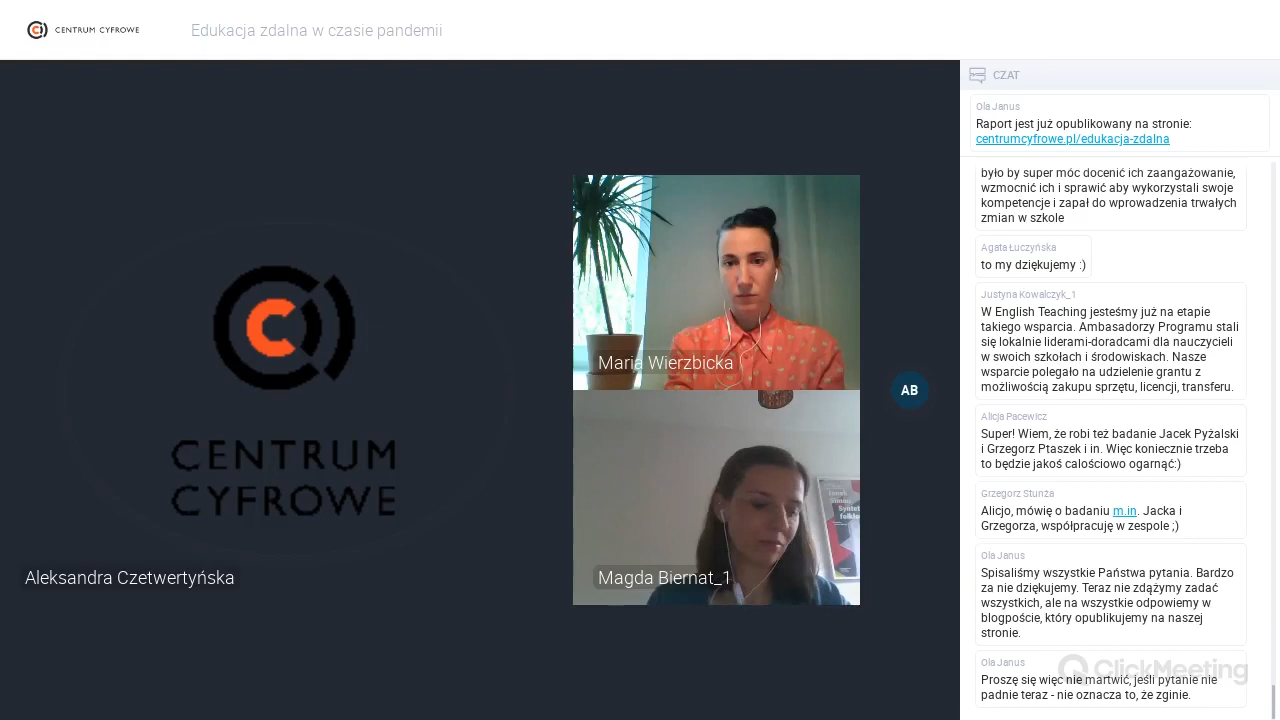 CENTRUM CYFROWE
Edukacja zdalna w czasie pandemii
CENTRUM
CYFROWE
Aleksandra Czetwertyńska
Maria Wierzbicka
Magda Biernat_1
AB
CZAT
Ola Janus
Raport jest już opublikowany na stronie:
centrumcyfrowe.pl/edukacja-zdalna
było by super móc docenić ich zaangażowanie,
wzmocnić ich i sprawić aby wykorzystali swoje
kompetencje i zapał do wprowadzenia trwałych
zmian w szkole
Agata Łuczyńska
to my dziękujemy :)
Justyna Kowalczyk_1
W English Teaching jesteśmy już na etapie
takiego wsparcia. Ambasadorzy Programu stali
się lokalnie liderami-doradcami dla nauczycieli
w swoich szkołach i środowiskach. Nasze
wsparcie polegało na udzielenie grantu z
możliwością zakupu sprzętu, licencji, transferu.
Alicja Pacewicz
Super! Wiem, że robi też badanie Jacek Pyżalski
i Grzegorz Ptaszek i in. Więc koniecznie trzeba
to będzie jakoś calościowo ogarnąć:)
Grzegorz Stunża
Alicjo, mówię o badaniu m.in. Jacka i
Grzegorza, współpracuję w zespole ;)
Ola Janus
Spisaliśmy wszystkie Państwa pytania. Bardzo
za nie dziękujemy. Teraz nie zdążymy zadać
wszystkich, ale na wszystkie odpowiemy w
blogpoście, który opublikujemy na naszej
stronie.
Ola Janus
Proszę się więc nie martwić, jeśli pytanie nie
padnie teraz - nie oznacza to, że zginie.
ClickMeeting